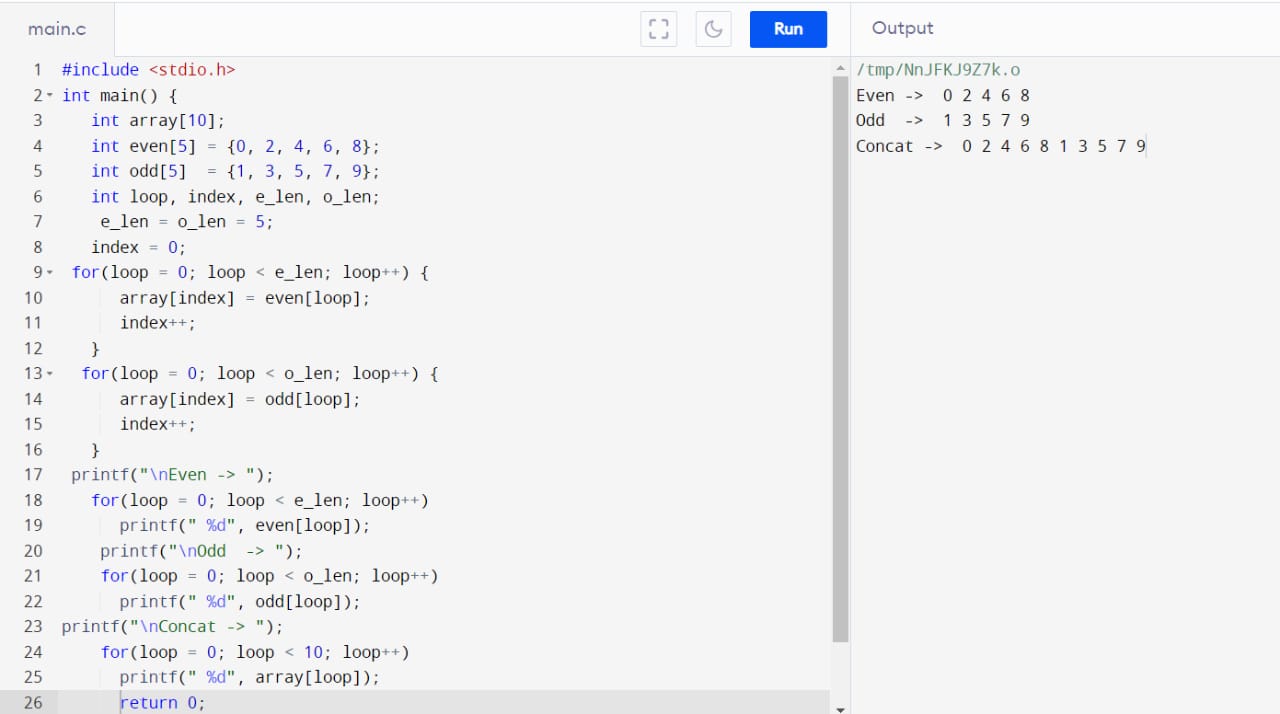 main.c
Run
Output
1 #include <stdio.h>
2 int main() {
3 int array[10];
4 int even[5] = {0, 2, 4, 6, 8};
5 int odd[5]  = {1, 3, 5, 7, 9};
6 int loop, index, e_len, o_len;
7 e_len = o_len = 5;
8 index = 0;
9 for(loop = 0; loop < e_len; loop++) {
10 array[index] = even[loop];
11 index++;
12 }
13 for(loop = 0; loop < o_len; loop++) {
14 array[index] = odd[loop];
15 index++;
16 }
17 printf("\nEven -> ");
18 for(loop = 0; loop < e_len; loop++)
19 printf(" %d", even[loop]);
20 printf("\nOdd  -> ");
21 for(loop = 0; loop < o_len; loop++)
22 printf(" %d", odd[loop]);
23 printf("\nConcat -> ");
24 for(loop = 0; loop < 10; loop++)
25 printf(" %d", array[loop]);
26 return 0;
/tmp/NnJFKJ9Z7k.o
Even ->  0 2 4 6 8
Odd  ->  1 3 5 7 9
Concat ->  0 2 4 6 8 1 3 5 7 9